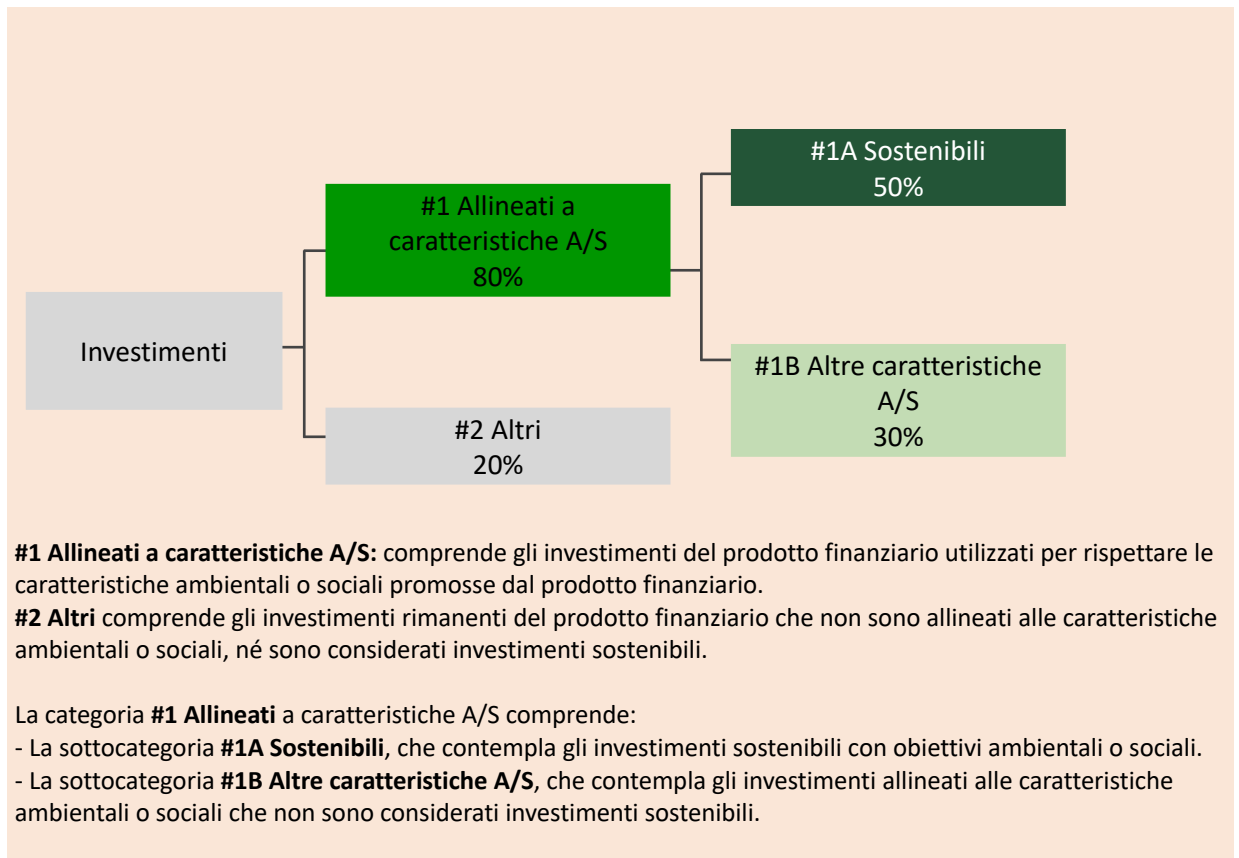 #1A Sostenibili
50%
#1 Allineati a
caratteristiche A/S
80%
Investimenti
#1B Altre caratteristiche
A/S
30%
#2 Altri
20%
#1 Allineati a caratteristiche A/S: comprende gli investimenti del prodotto finanziario utilizzati per rispettare le
caratteristiche ambientali o sociali promosse dal prodotto finanziario.
#2 Altri comprende gli investimenti rimanenti del prodotto finanziario che non sono allineati alle caratteristiche
ambientali o sociali, né sono considerati investimenti sostenibili.
La categoria #1 Allineati a caratteristiche A/S comprende:
- La sottocategoria #1A Sostenibili, che contempla gli investimenti sostenibili con obiettivi ambientali o sociali.
- La sottocategoria #1B Altre caratteristiche A/S, che contempla gli investimenti allineati alle caratteristiche
ambientali o sociali che non sono considerati investimenti sostenibili.